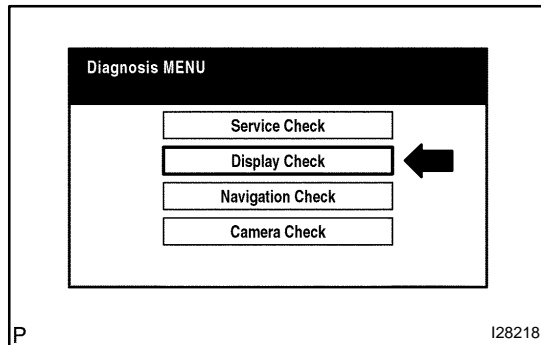 Diagnosis MENU
Service Check
Display Check
Navigation Check
Camera Check
P
I28218